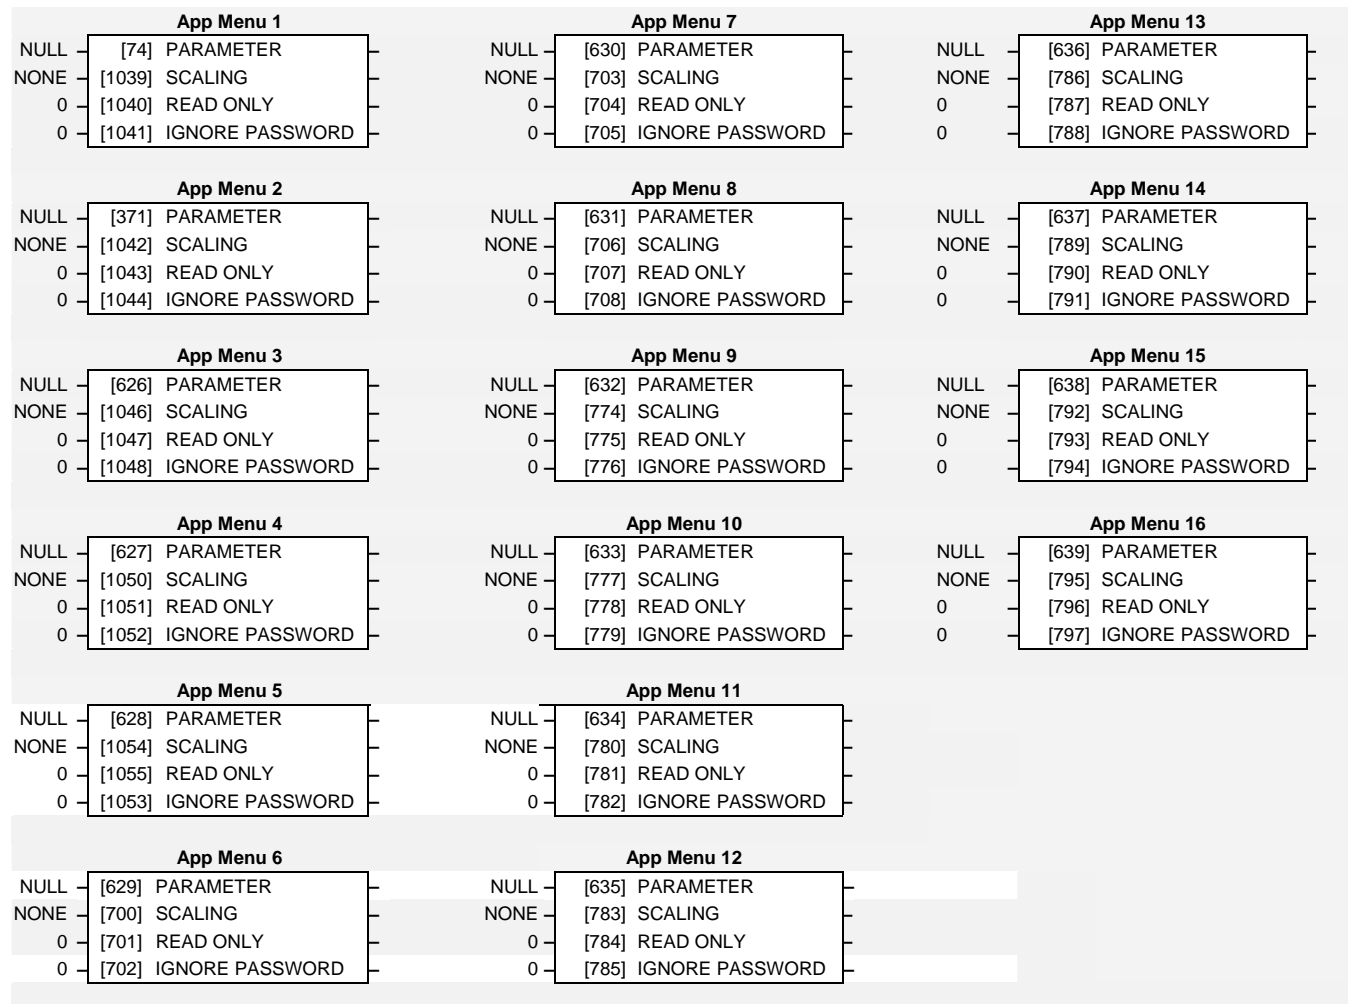 App Menu 1 App Menu 7 App Menu 13
NULL [74] PARAMETER NULL [630] PARAMETER NULL [636] PARAMETER
NONE [1039] SCALING NONE [703] SCALING NONE [786] SCALING
0 [1040] READ ONLY 0 [704] READ ONLY 0 [787] READ ONLY
0 [1041] IGNORE PASSWORD 0 [705] IGNORE PASSWORD 0 [788] IGNORE PASSWORD
App Menu 2 App Menu 8 App Menu 14
NULL [371] PARAMETER NULL [631] PARAMETER NULL [637] PARAMETER
NONE [1042] SCALING NONE [706] SCALING NONE [789] SCALING
0 [1043] READ ONLY 0 [707] READ ONLY 0 [790] READ ONLY
0 [1044] IGNORE PASSWORD 0 [708] IGNORE PASSWORD 0 [791] IGNORE PASSWORD
App Menu 3 App Menu 9 App Menu 15
NULL [626] PARAMETER NULL [632] PARAMETER NULL [638] PARAMETER
NONE [1046] SCALING NONE [774] SCALING NONE [792] SCALING
0 [1047] READ ONLY 0 [775] READ ONLY 0 [793] READ ONLY
0 [1048] IGNORE PASSWORD 0 [776] IGNORE PASSWORD 0 [794] IGNORE PASSWORD
App Menu 4 App Menu 10 App Menu 16
NULL [627] PARAMETER NULL [633] PARAMETER NULL [639] PARAMETER
NONE [1050] SCALING NONE [777] SCALING NONE [795] SCALING
0 [1051] READ ONLY 0 [778] READ ONLY 0 [796] READ ONLY
0 [1052] IGNORE PASSWORD 0 [779] IGNORE PASSWORD 0 [797] IGNORE PASSWORD
App Menu 5 App Menu 11
NULL [628] PARAMETER NULL [634] PARAMETER
NONE [1054] SCALING NONE [780] SCALING
0 [1055] READ ONLY 0 [781] READ ONLY
0 [1053] IGNORE PASSWORD 0 [782] IGNORE PASSWORD
App Menu 6 App Menu 12
NULL [629] PARAMETER NULL [635] PARAMETER
NONE [700] SCALING NONE [783] SCALING
0 [701] READ ONLY 0 [784] READ ONLY
0 [702] IGNORE PASSWORD 0 [785] IGNORE PASSWORD